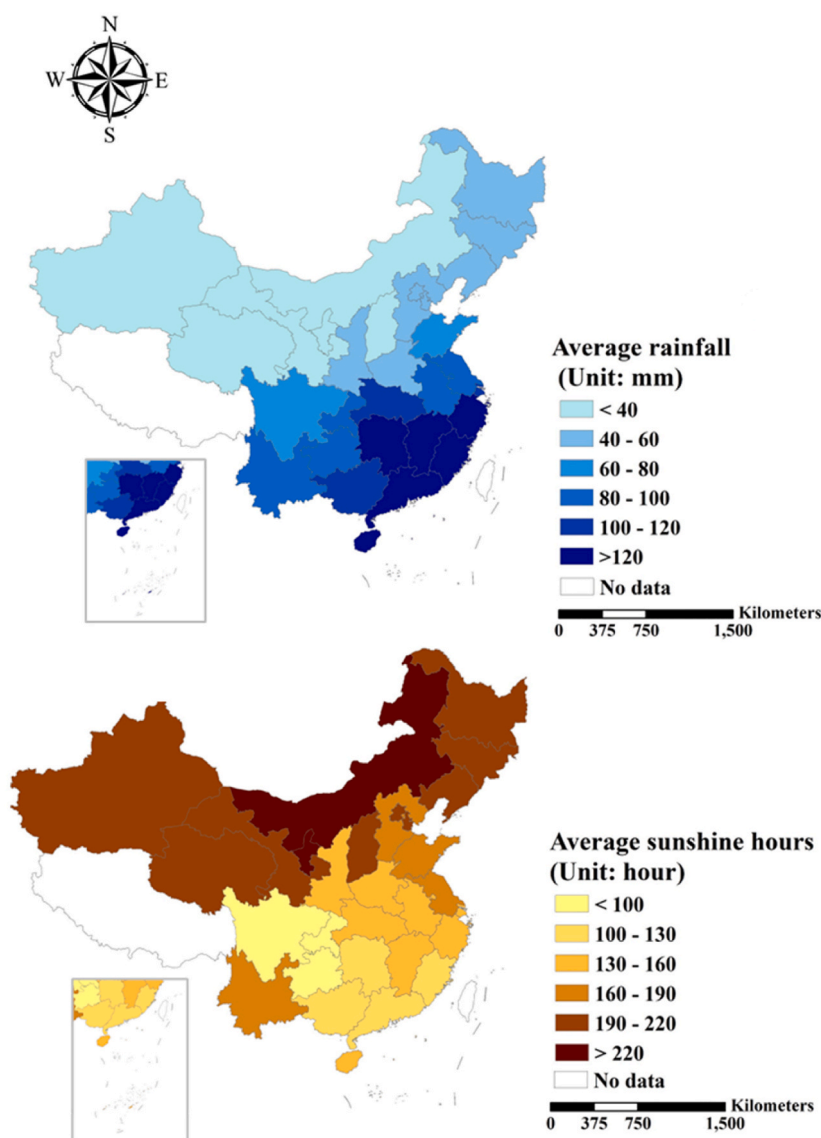 N
W E
S
Average rainfall
(Unit: mm)
< 40
40 - 60
60 - 80
80 - 100
100 - 120
>120
No data
Kilometers
0 375 750 1,500
Average sunshine hours
(Unit: hour)
< 100
100 - 130
130 - 160
160 - 190
190 - 220
> 220
No data
Kilometers
0 375 750 1,500